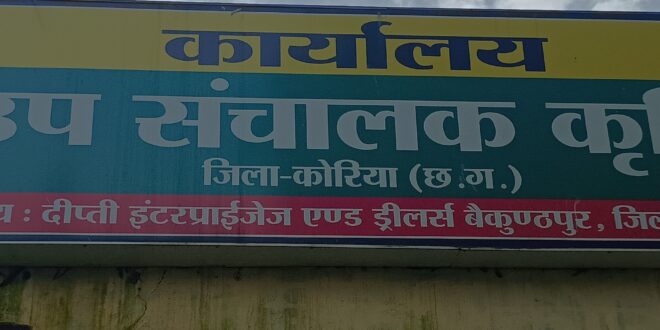 कार्यालय
उप संचालक कृ
जिला-कोरिया (छ.ग.)
य : दीप्ती इंटरप्राईजेज एण्ड ड्रीलर्स बैकुण्ठपुर, जिल